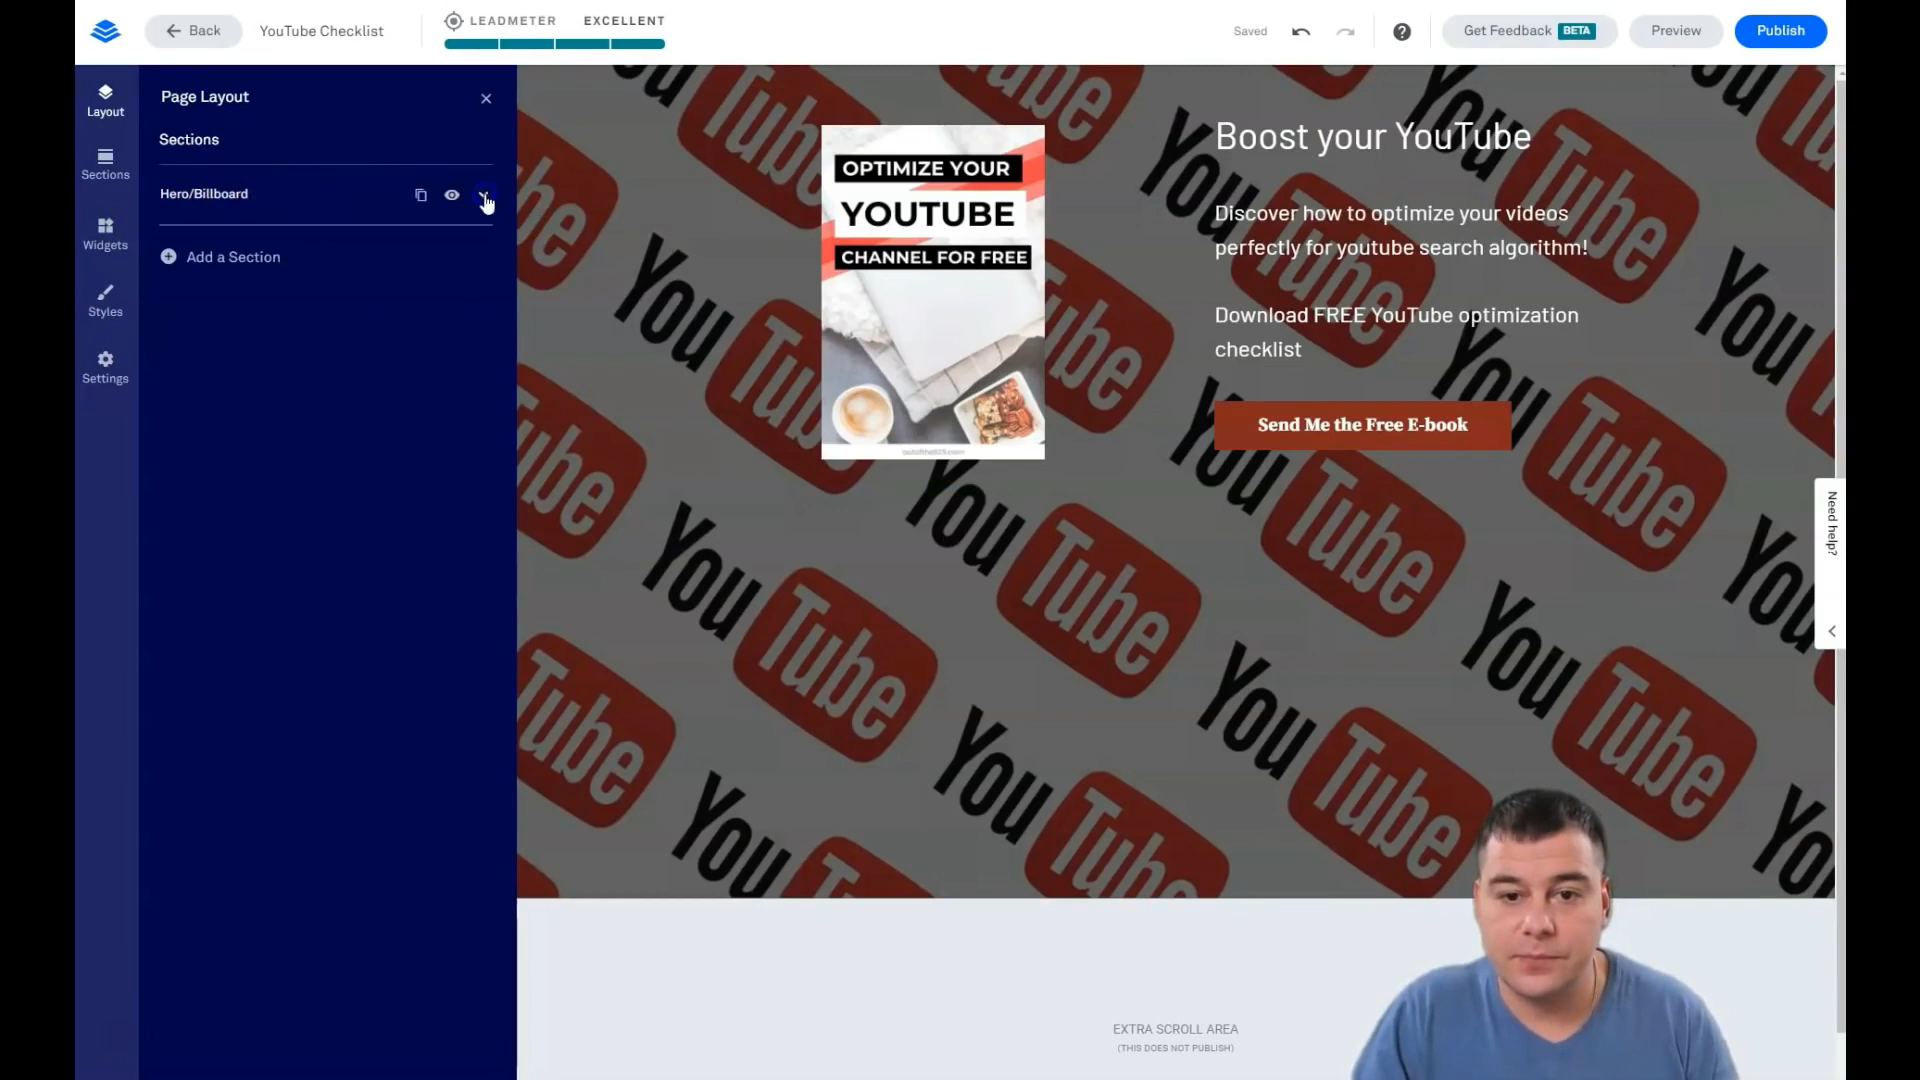 Back
YouTube Checklist
LEADMETER EXCELLENT
Saved
Get Feedback BETA
Preview
Publish
Layout
Sections
Widgets
Styles
Settings
Page Layout
Sections
Hero/Billboard
Add a Section
OPTIMIZE YOUR
YOUTUBE
CHANNEL FOR FREE
Boost your YouTube
Discover how to optimize your videos
perfectly for youtube search algorithm!
Download FREE YouTube optimization
checklist
Send Me the Free E-book
Need help?
You Tube
EXTRA SCROLL AREA
(THIS DOES NOT PUBLISH)